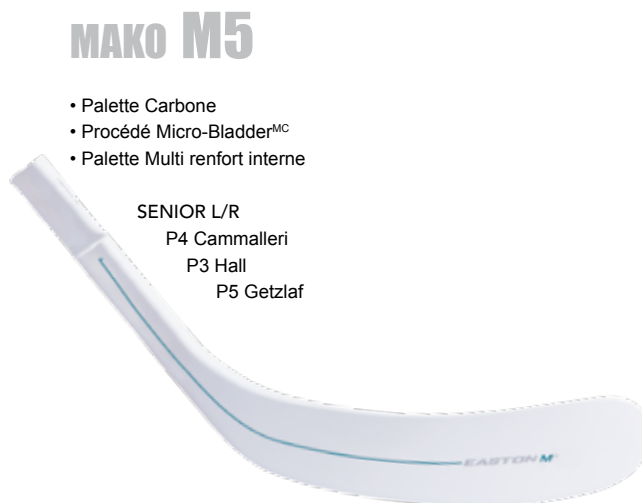 MAKO M5
• Palette Carbone
• Procédé Micro-Bladderᴹᶜ
• Palette Multi renfort interne
SENIOR L/R
P4 Cammalleri
P3 Hall
P5 Getzlaf
EASTON M